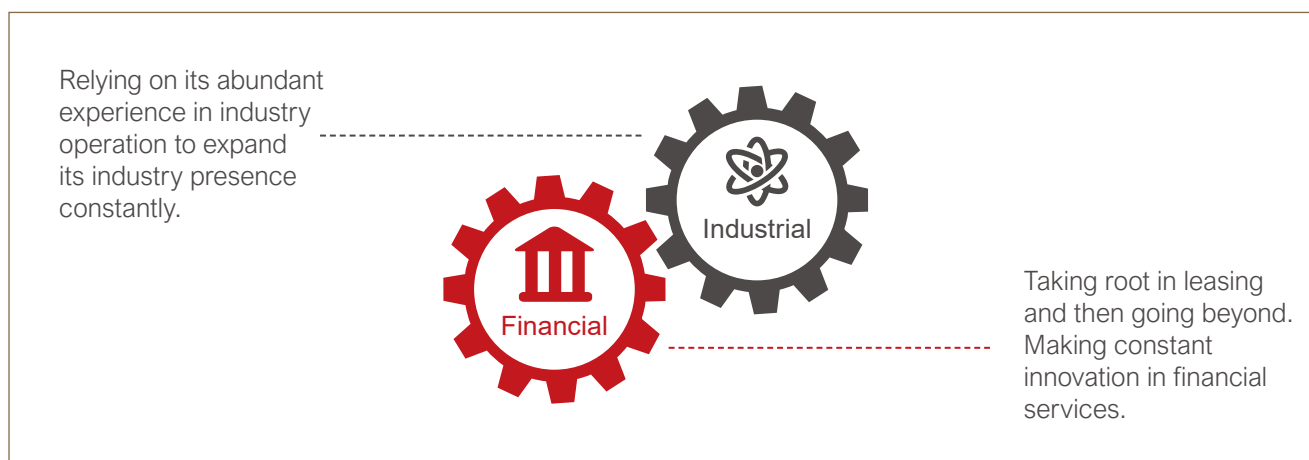 Relying on its abundant
experience in industry
operation to expand
its industry presence
constantly.
Industrial
Financial
Taking root in leasing
and then going beyond.
Making constant
innovation in financial
services.